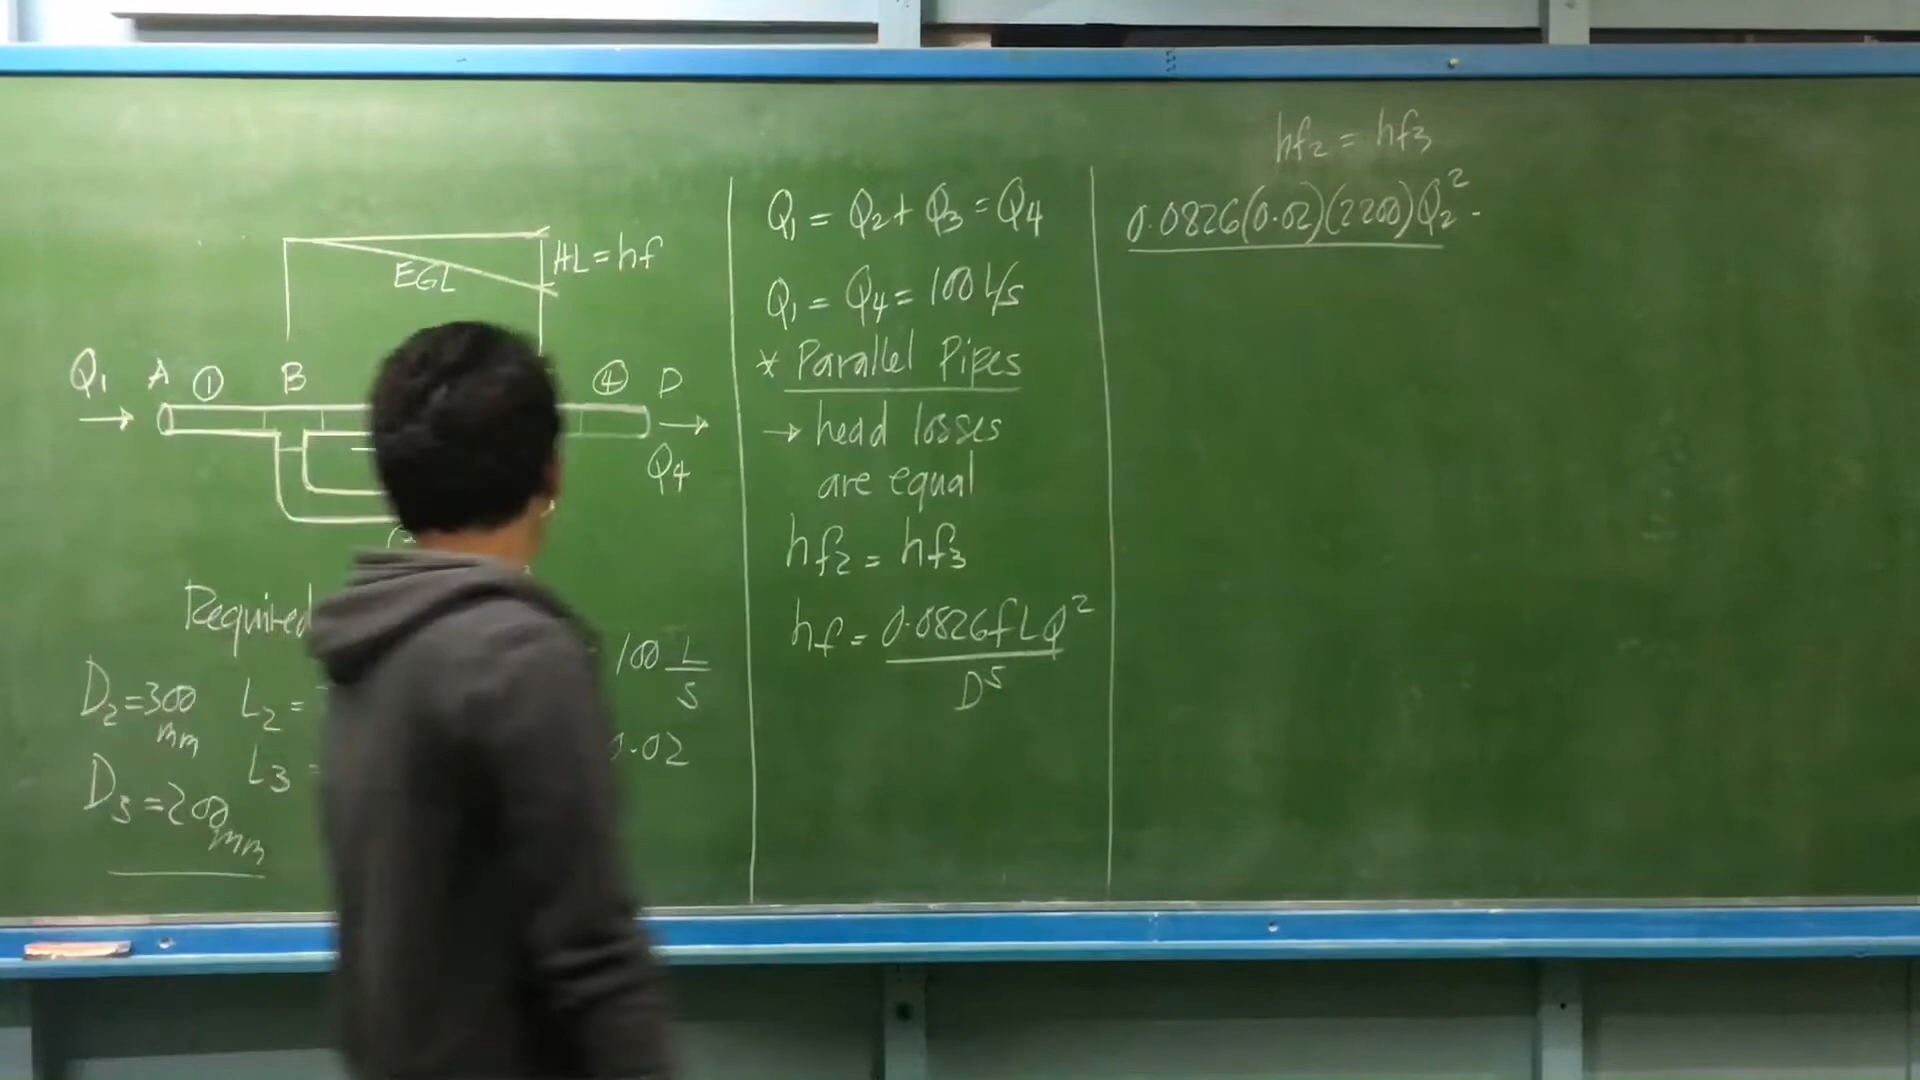 HL = hf
EGL
Q₁ A ① B ④ D
Q₄
Required
D₂ = 300 mm L₂ =
100 L/s
L₃ =
0.02
D₃ = 200 mm
Q₁ = Q₂ + Q₃ = Q₄
Q₁ = Q₄ = 100 L/s
* Parallel Pipes
→ head losses
are equal
hf₂ = hf₃
hf = 0.0826fLQ²
D⁵
hf₂ = hf₃
0.0826(0.02)(2200)Q₂²